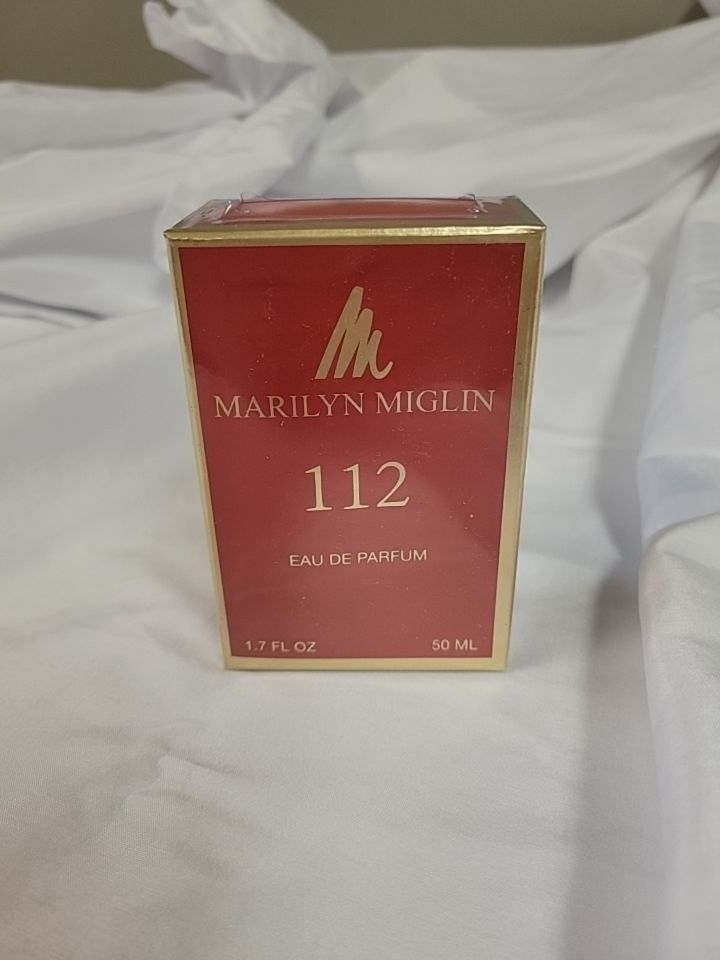 M
MARILYN MIGLIN
112
EAU DE PARFUM
1.7 FL OZ 50 ML